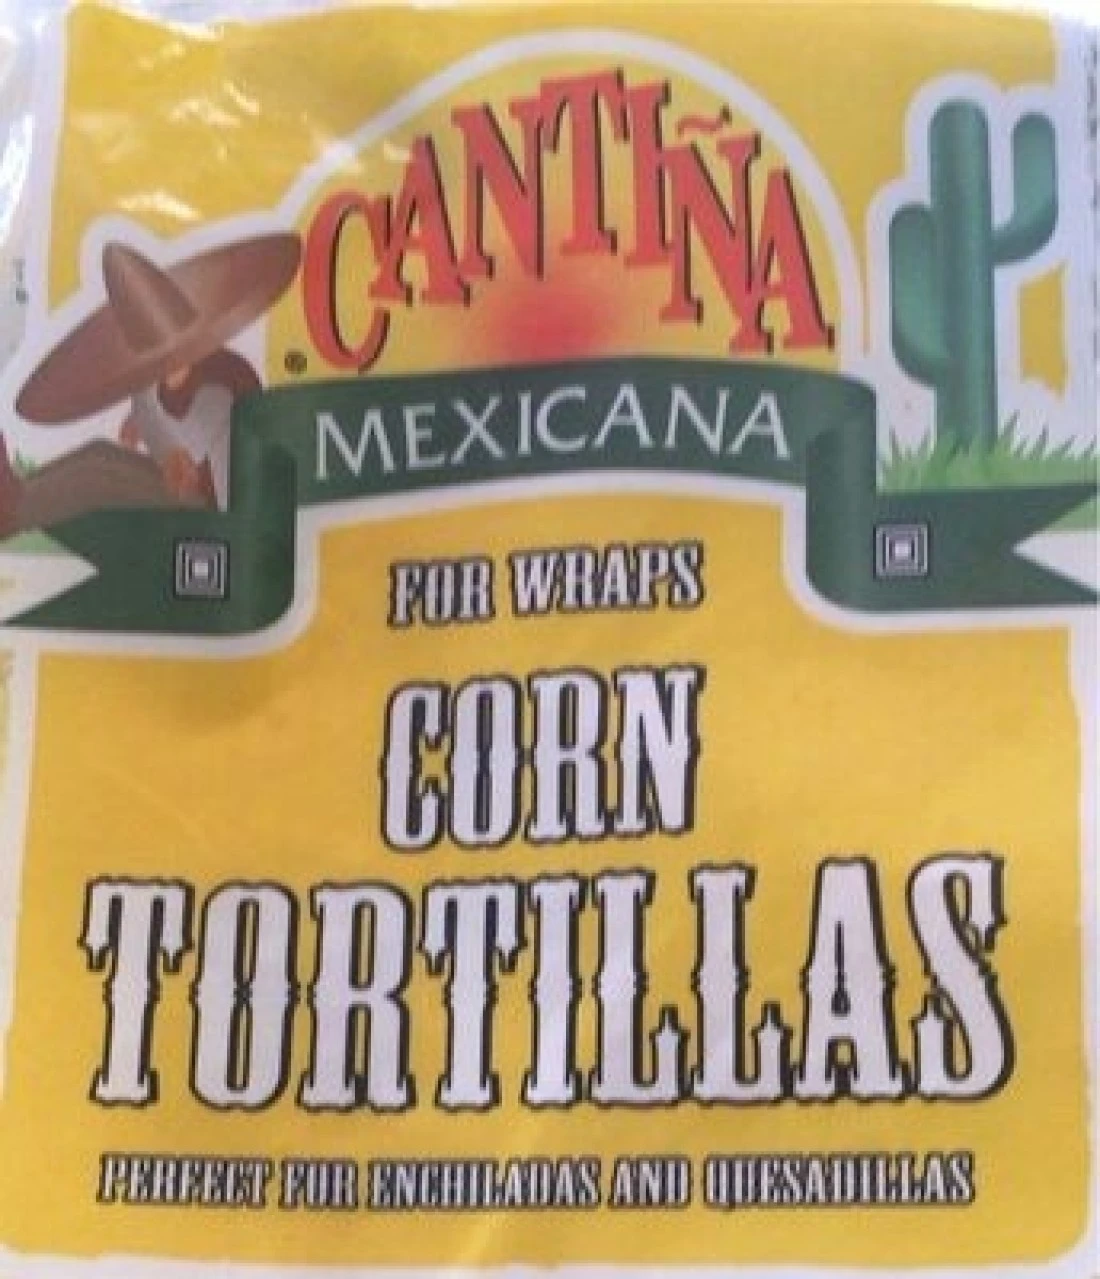 CANTIÑA
®
MEXICANA
FOR WRAPS
CORN
TORTILLAS
PERFECT FOR ENCHILADAS AND QUESADILLAS